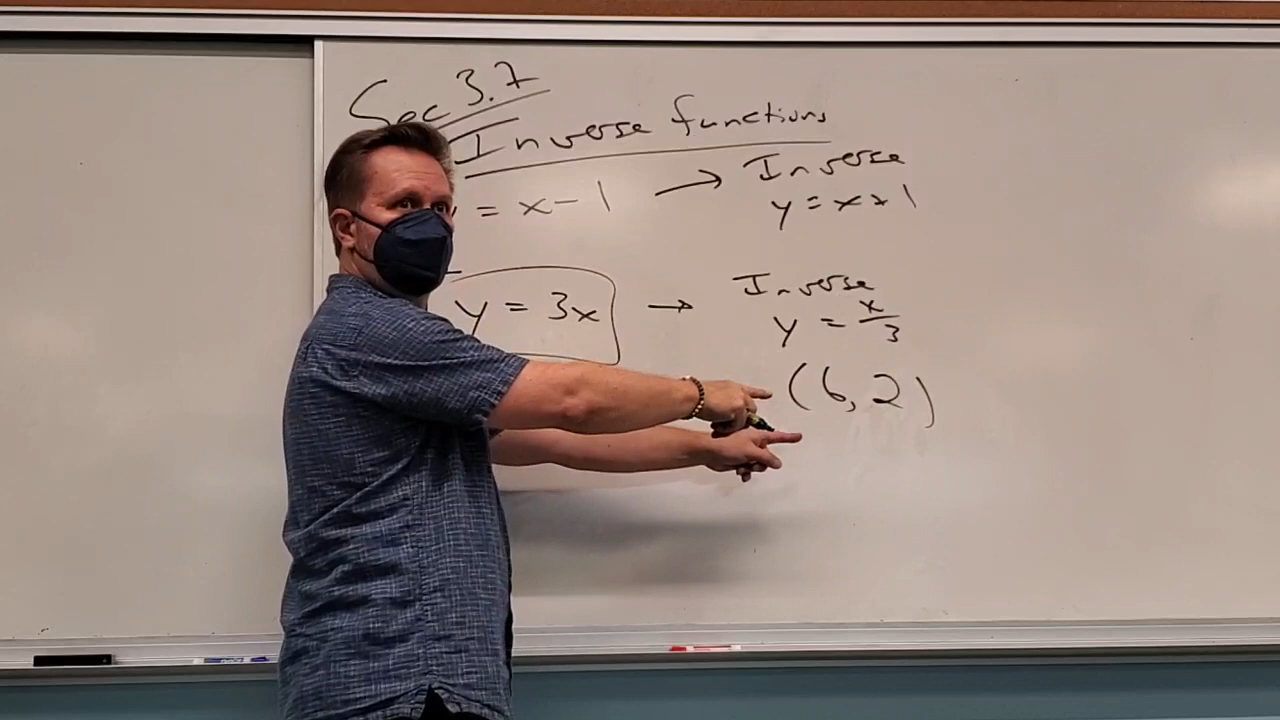 Sec 3.7
Inverse functions
= x - 1 → Inverse
y = x + 1
y = 3x → Inverse
y = x/3
(6, 2)